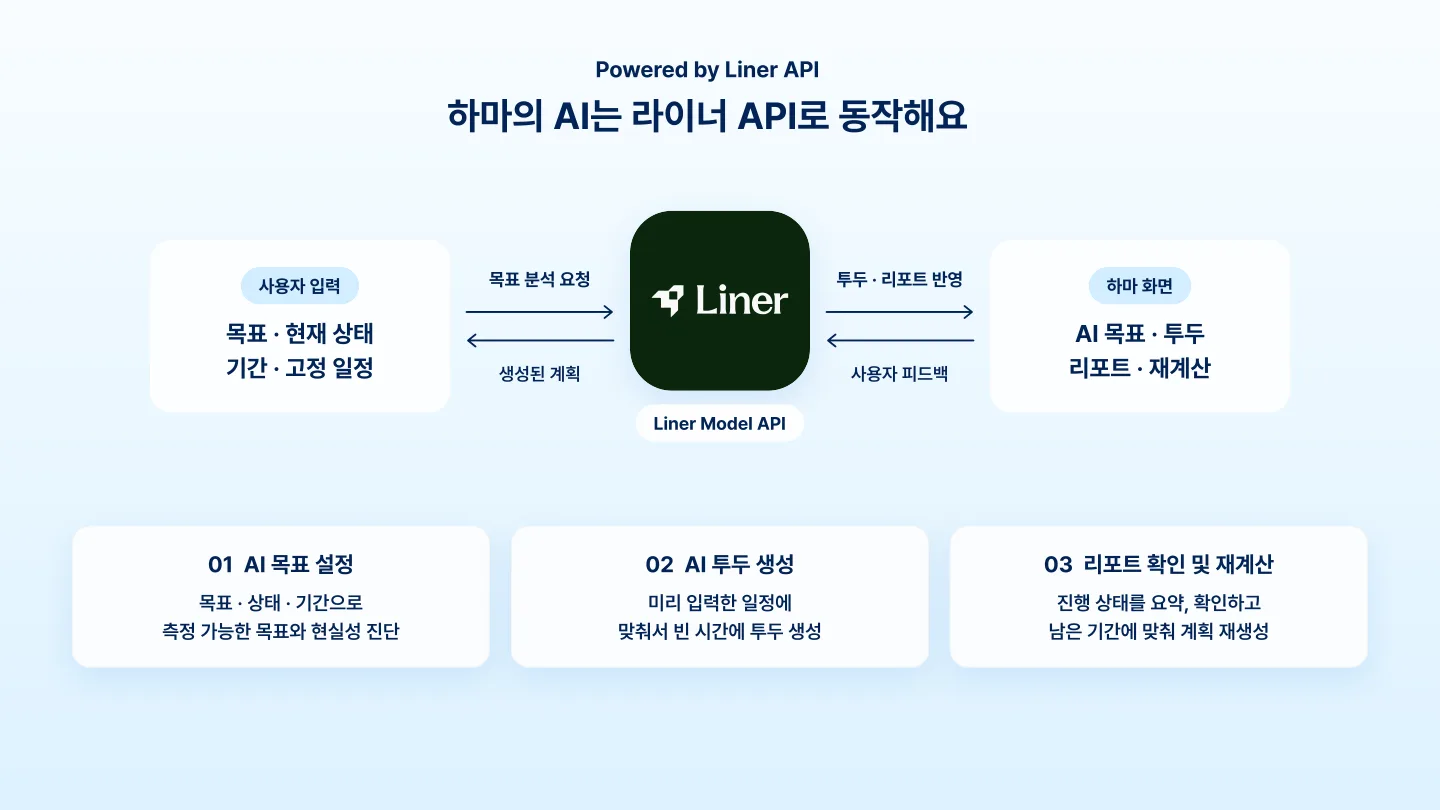 Powered by Liner API
하마의 AI는 라이너 API로 동작해요
사용자 입력
목표 · 현재 상태
기간 · 고정 일정
목표 분석 요청
생성된 계획
Liner
Liner Model API
투두 · 리포트 반영
사용자 피드백
하마 화면
AI 목표 · 투두
리포트 · 재계산
01 AI 목표 설정
목표 · 상태 · 기간으로
측정 가능한 목표와 현실성 진단
02 AI 투두 생성
미리 입력한 일정에
맞춰서 빈 시간에 투두 생성
03 리포트 확인 및 재계산
진행 상태를 요약, 확인하고
남은 기간에 맞춰 계획 재생성